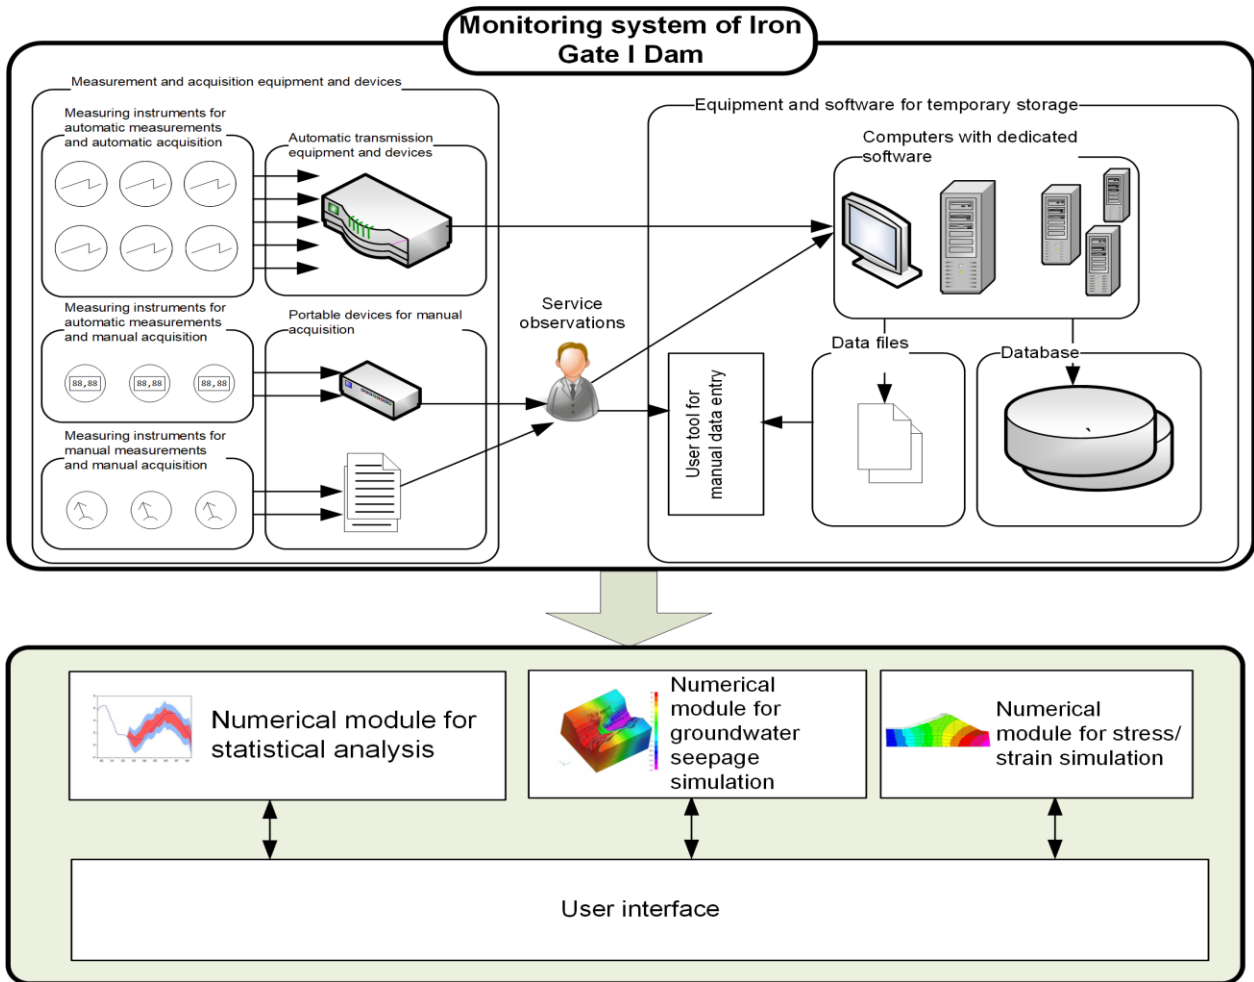 Monitoring system of Iron
Gate I Dam
Measurement and acquisition equipment and devices
Measuring instruments for
automatic measurements
and automatic acquisition
Automatic transmission
equipment and devices
Equipment and software for temporary storage
Computers with dedicated
software
Measuring instruments for
automatic measurements
and manual acquisition
88,88
88,88
88,88
Portable devices for manual
acquisition
Service
observations
Measuring instruments for
manual measurements
and manual acquisition
User tool for
manual data entry
Data files
Database
Numerical module for
statistical analysis
Numerical
module for
groundwater
seepage
simulation
Numerical
module for stress/
strain simulation
User interface